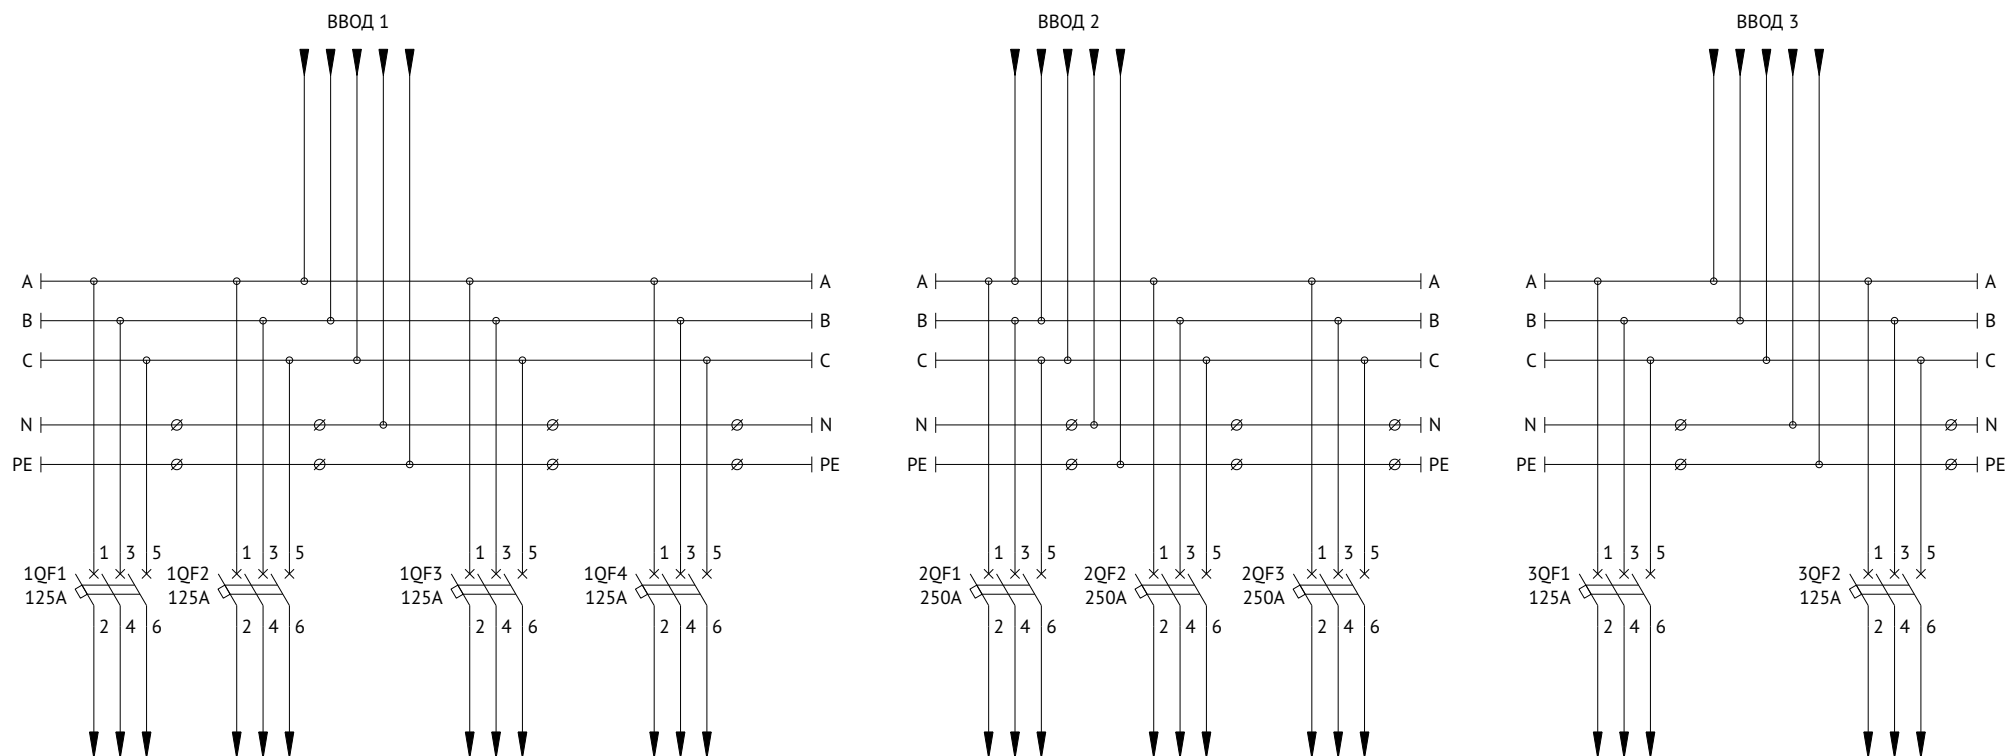 ВВОД 1 ВВОД 2 ВВОД 3
A A A A A A
B B B B B B
C C C C C C
N N N N N N
PE PE PE PE PE PE
1 3 5 1 3 5 1 3 5 1 3 5 1 3 5 1 3 5 1 3 5 1 3 5 1 3 5
1QF1 1QF2 1QF3 1QF4 2QF1 2QF2 2QF3 3QF1 3QF2
125A 125A 125A 125A 250A 250A 250A 125A 125A
2 4 6 2 4 6 2 4 6 2 4 6 2 4 6 2 4 6 2 4 6 2 4 6 2 4 6